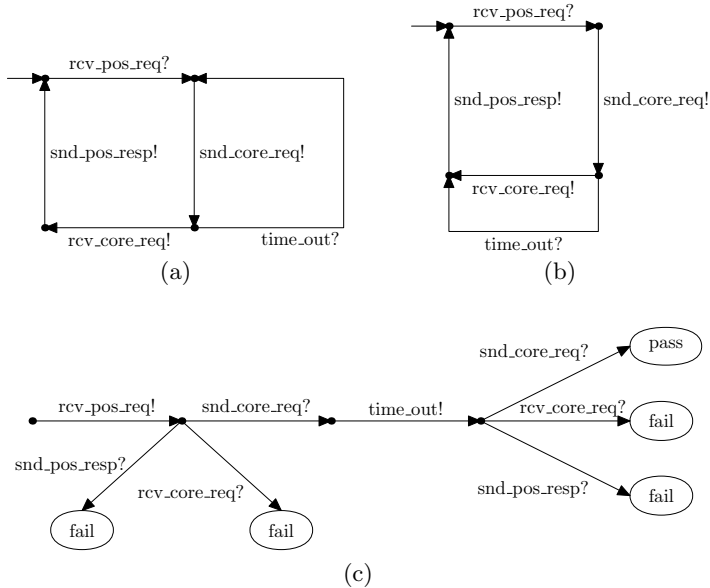 rcv_pos_req?
snd_pos_resp!
snd_core_req!
rcv_core_req!
time_out?
(a)
rcv_pos_req?
snd_pos_resp!
snd_core_req!
rcv_core_req!
time_out?
(b)
snd_core_req?
pass
rcv_pos_req!
snd_core_req?
time_out!
rcv_core_req?
fail
snd_pos_resp?
rcv_core_req?
snd_pos_resp?
fail
fail
fail
(c)